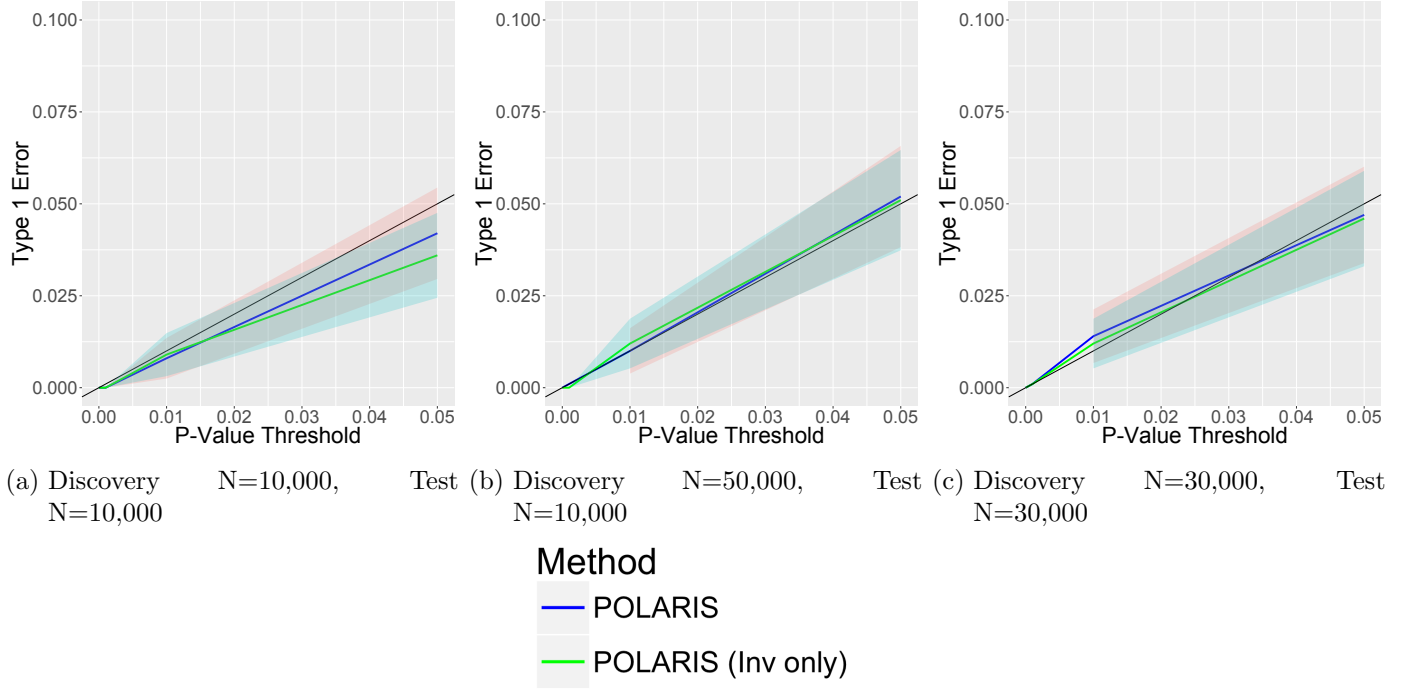 0.100
0.075
0.050
0.025
0.000
Type 1 Error
0.00 0.01 0.02 0.03 0.04 0.05
P-Value Threshold
0.100
0.075
0.050
0.025
0.000
Type 1 Error
0.00 0.01 0.02 0.03 0.04 0.05
P-Value Threshold
0.100
0.075
0.050
0.025
0.000
Type 1 Error
0.00 0.01 0.02 0.03 0.04 0.05
P-Value Threshold
(a) Discovery N=10,000, Test
N=10,000
(b) Discovery N=50,000, Test
N=10,000
(c) Discovery N=30,000, Test
N=30,000
Method
POLARIS
POLARIS (Inv only)